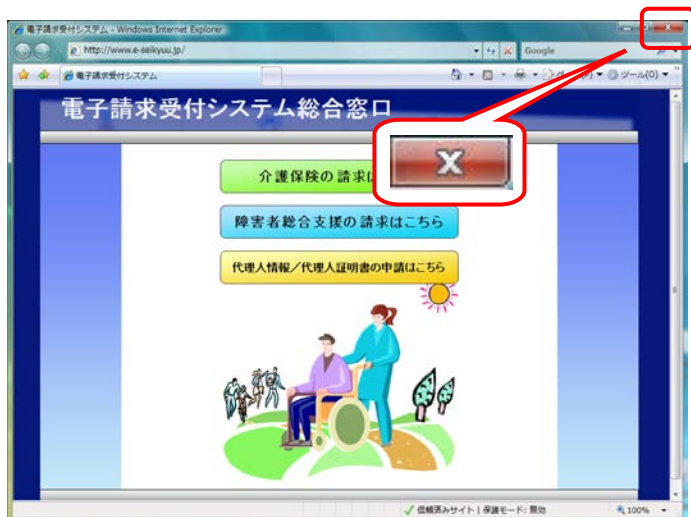 電子請求受付システム - Windows Internet Explorer
http://www.e-seikyuu.jp/
Google
電子請求受付システム
ツール(O)
電子請求受付システム総合窓口
介護保険の請求は
障害者総合支援の請求はこちら
代理人情報/代理人証明書の申請はこちら
信頼済みサイト | 保護モード: 無効
100%